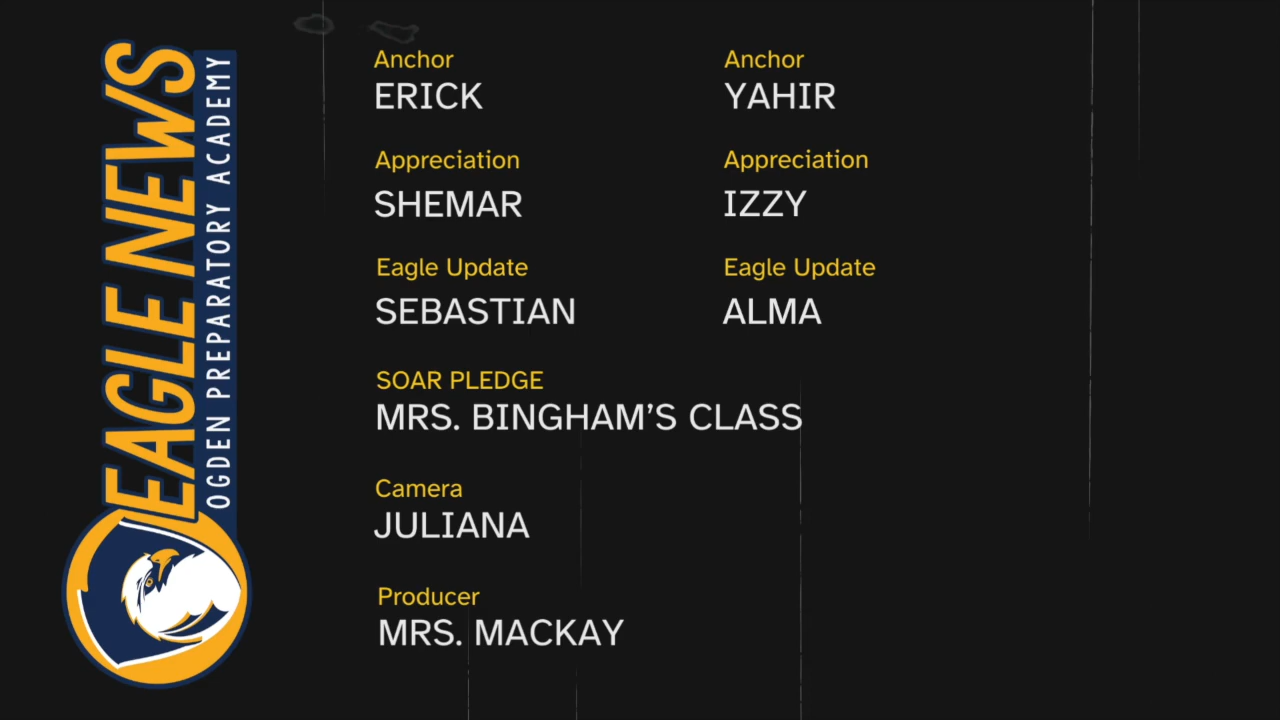 EAGLE NEWS
OGDEN PREPARATORY ACADEMY
Anchor
ERICK
Anchor
YAHIR
Appreciation
SHEMAR
Appreciation
IZZY
Eagle Update
SEBASTIAN
Eagle Update
ALMA
SOAR PLEDGE
MRS. BINGHAM’S CLASS
Camera
JULIANA
Producer
MRS. MACKAY